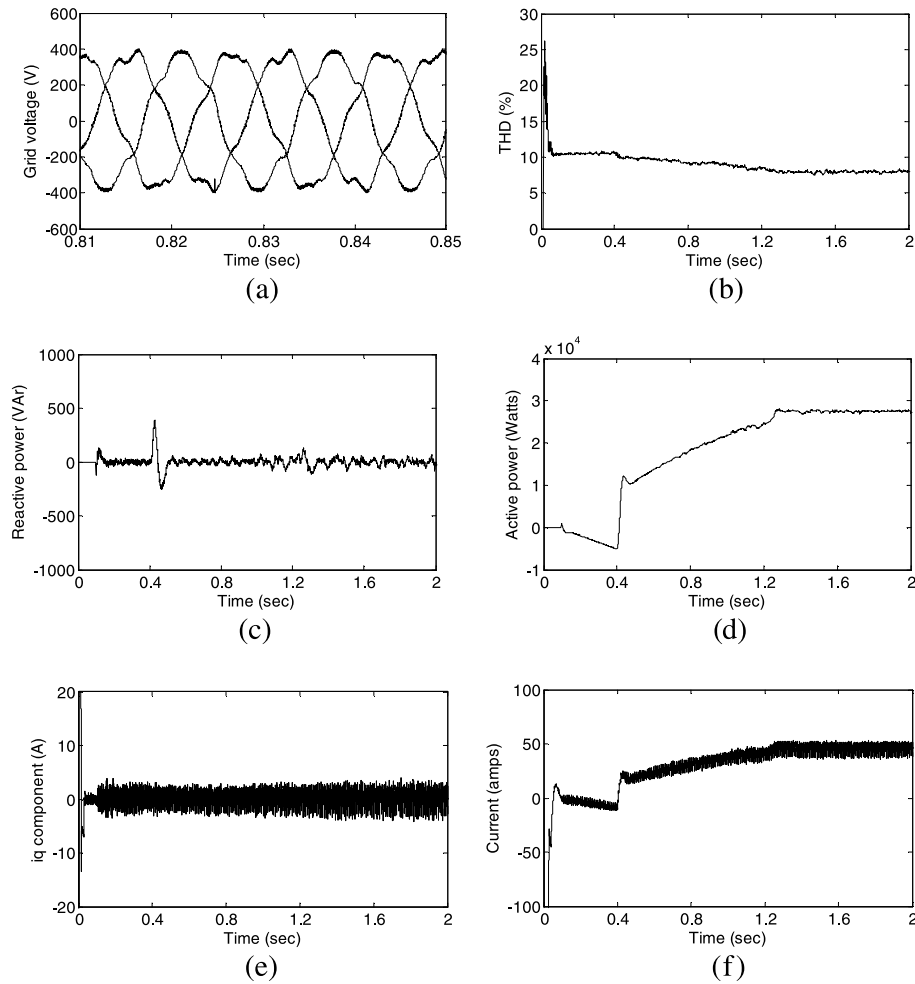 600
400
200
0
-200
-400
-600
Grid voltage (V)
0.81 0.82 0.83 0.84 0.85
Time (sec)
(a)
30
25
20
15
10
5
0
THD (%)
0 0.4 0.8 1.2 1.6 2
Time (sec)
(b)
1000
500
0
-500
-1000
Reactive power (VAr)
0 0.4 0.8 1.2 1.6 2
Time (sec)
(c)
x 10^4
4
3
2
1
0
-1
Active power (Watts)
0 0.4 0.8 1.2 1.6 2
Time (sec)
(d)
20
10
0
-10
-20
iq component (A)
0 0.4 0.8 1.2 1.6 2
Time (sec)
(e)
100
50
0
-50
-100
Current (amps)
0 0.4 0.8 1.2 1.6 2
Time (sec)
(f)